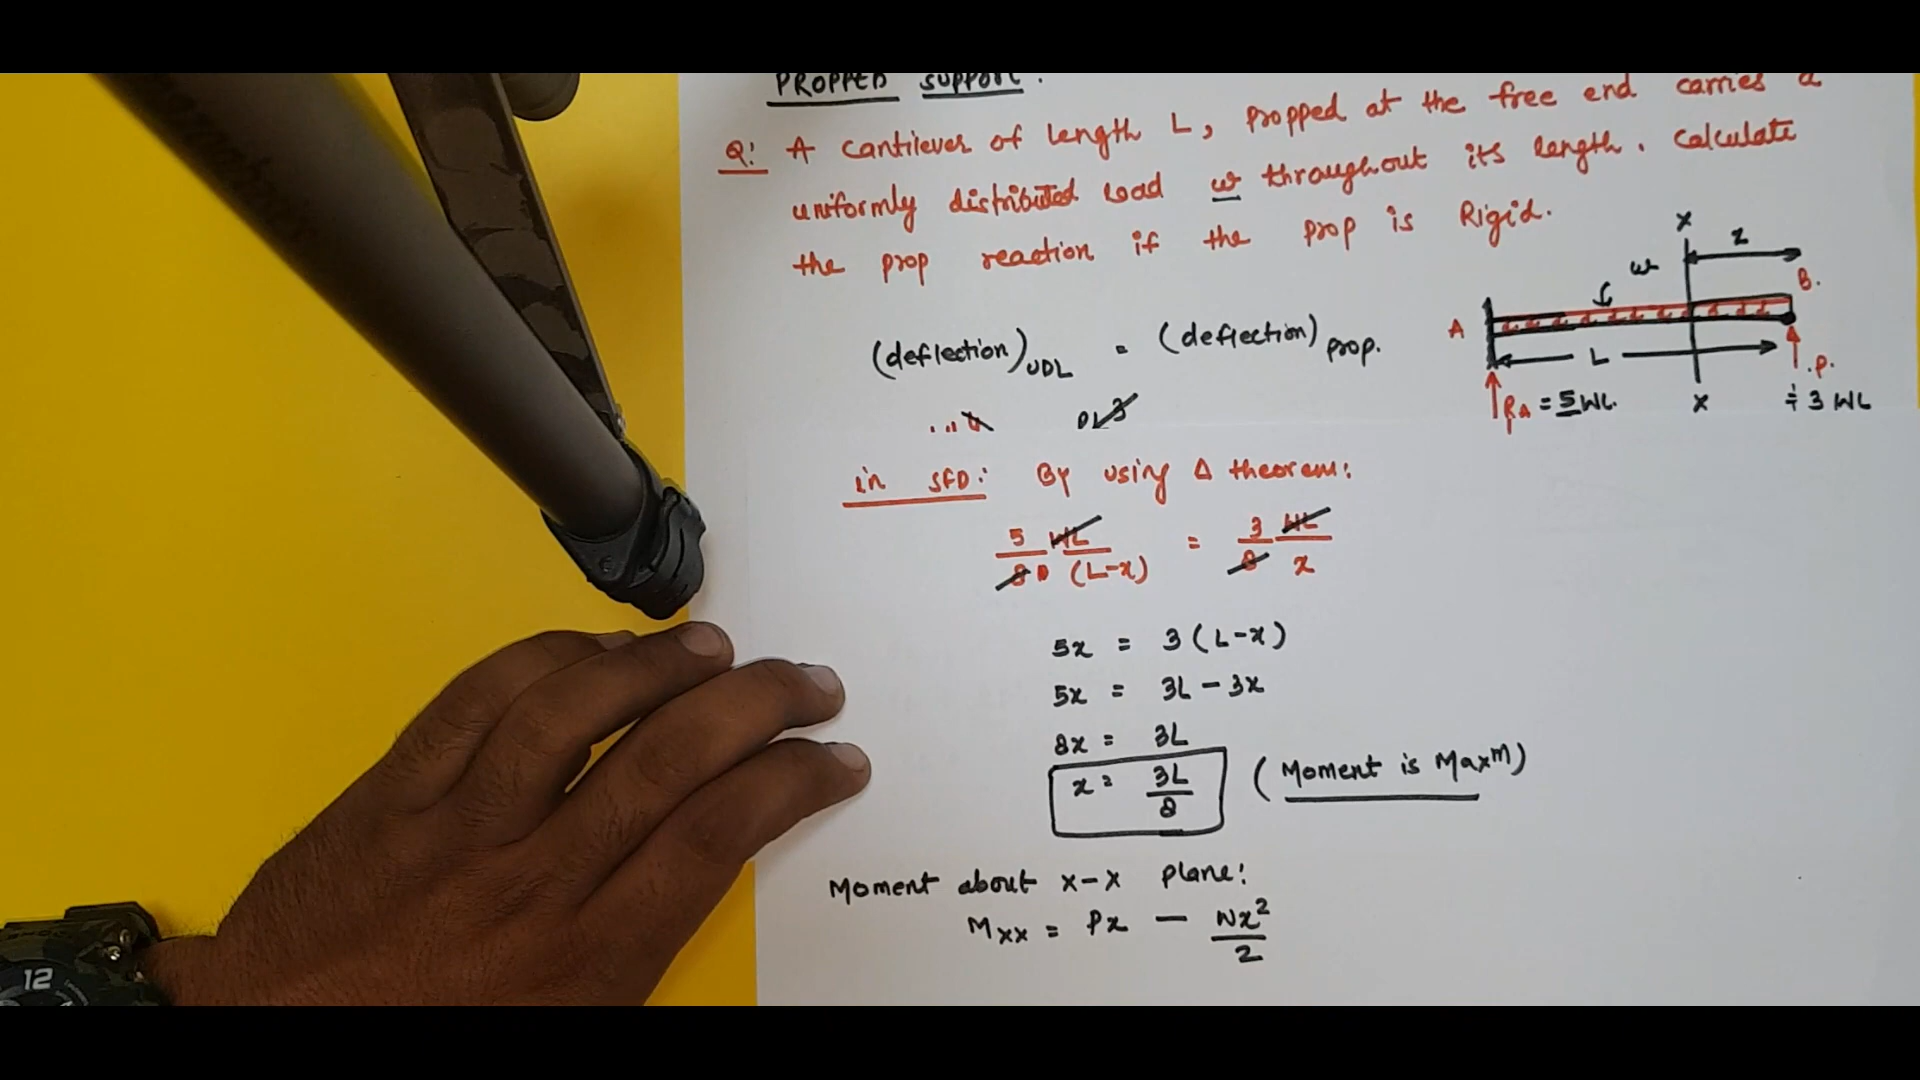 PROPPED SUPPORT.
Q: A cantilever of length L, propped at the free end carries a
uniformly distributed load w throughout its length. Calculate
the prop reaction if the prop is Rigid.
X
z
w
B.
A
L
P.
RA = 5WL.
X
÷ 3 WL
(deflection)UDL = (deflection)prop.
in SFD: By using Δ theorem:
5/8 WL/(L-x) = 3/8 WL/x
5x = 3(L-x)
5x = 3L - 3x
8x = 3L
x = 3L/8 (Moment is Maxm)
Moment about x-x plane:
Mxx = Px - Wx²/2
12